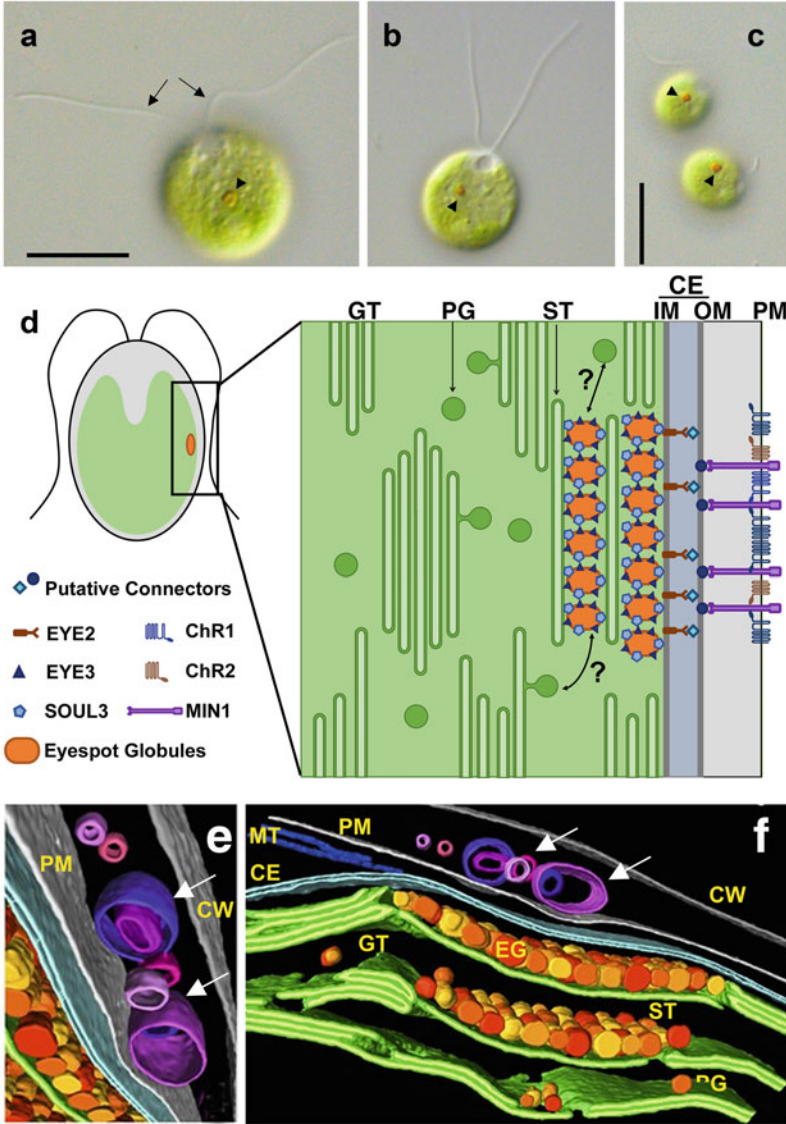 a
b
c
d
CE
GT PG ST IM OM PM
?
?
Putative Connectors
EYE2 ChR1
EYE3 ChR2
SOUL3 MIN1
Eyespot Globules
e
PM
CW
f
MT PM
CE
CW
GT
EG
ST
PG